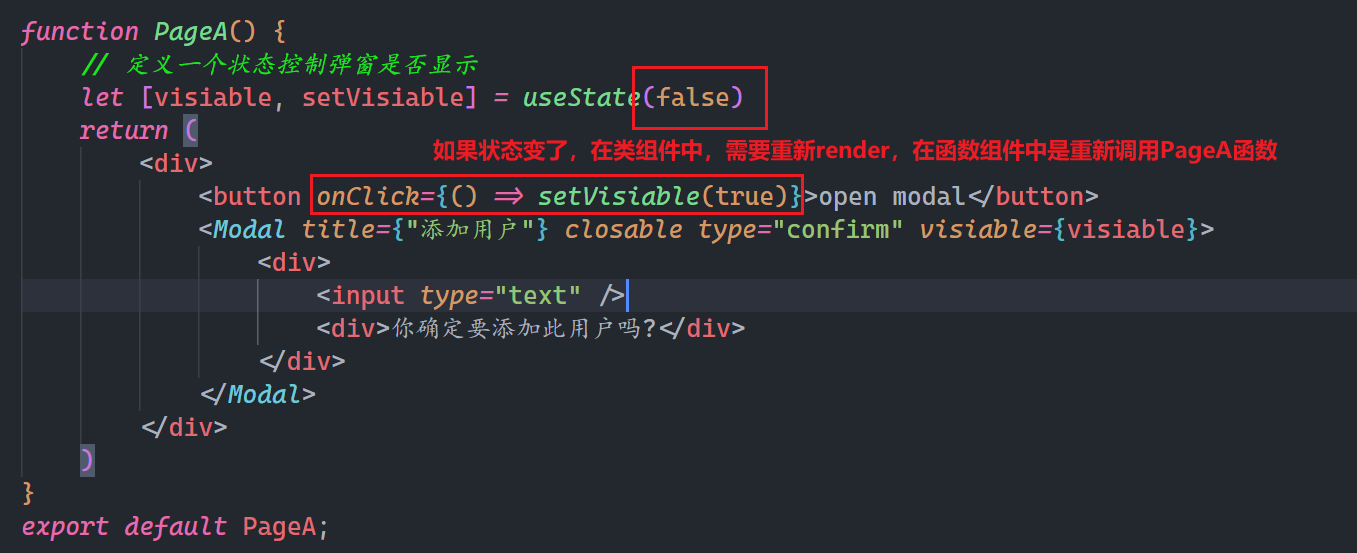 function PageA() {
// 定义一个状态控制弹窗是否显示
let [visiable, setVisiable] = useState(false)
return (
如果状态变了，在类组件中，需要重新render，在函数组件中是重新调用PageA函数
<div>
<button onClick={() => setVisiable(true)}>open modal</button>
<Modal title={"添加用户"} closable type="confirm" visiable={visiable}>
<div>
<input type="text" />
<div>你确定要添加此用户吗?</div>
</div>
</Modal>
</div>
)
}
export default PageA;